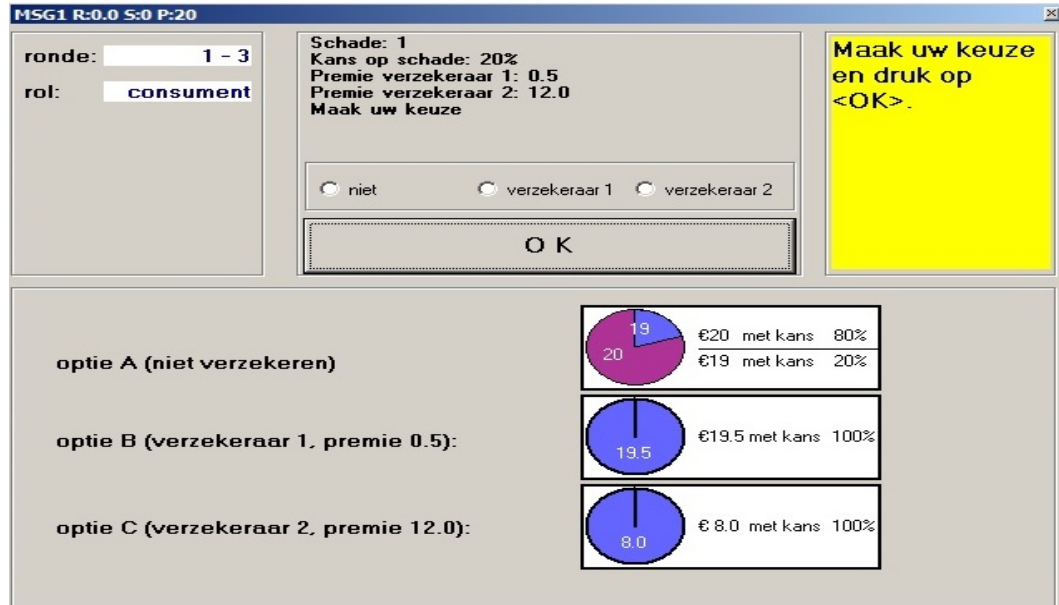 MSG1 R:0.0 S:0 P:20
ronde: 1 - 3
rol: consument
Schade: 1
Kans op schade: 20%
Premie verzekeraar 1: 0.5
Premie verzekeraar 2: 12.0
Maak uw keuze
niet verzekeraar 1 verzekeraar 2
O K
Maak uw keuze
en druk op
<OK>.
optie A (niet verzekeren)
19
20
€20 met kans 80%
€19 met kans 20%
optie B (verzekeraar 1, premie 0.5):
19.5
€19.5 met kans 100%
optie C (verzekeraar 2, premie 12.0):
8.0
€ 8.0 met kans 100%